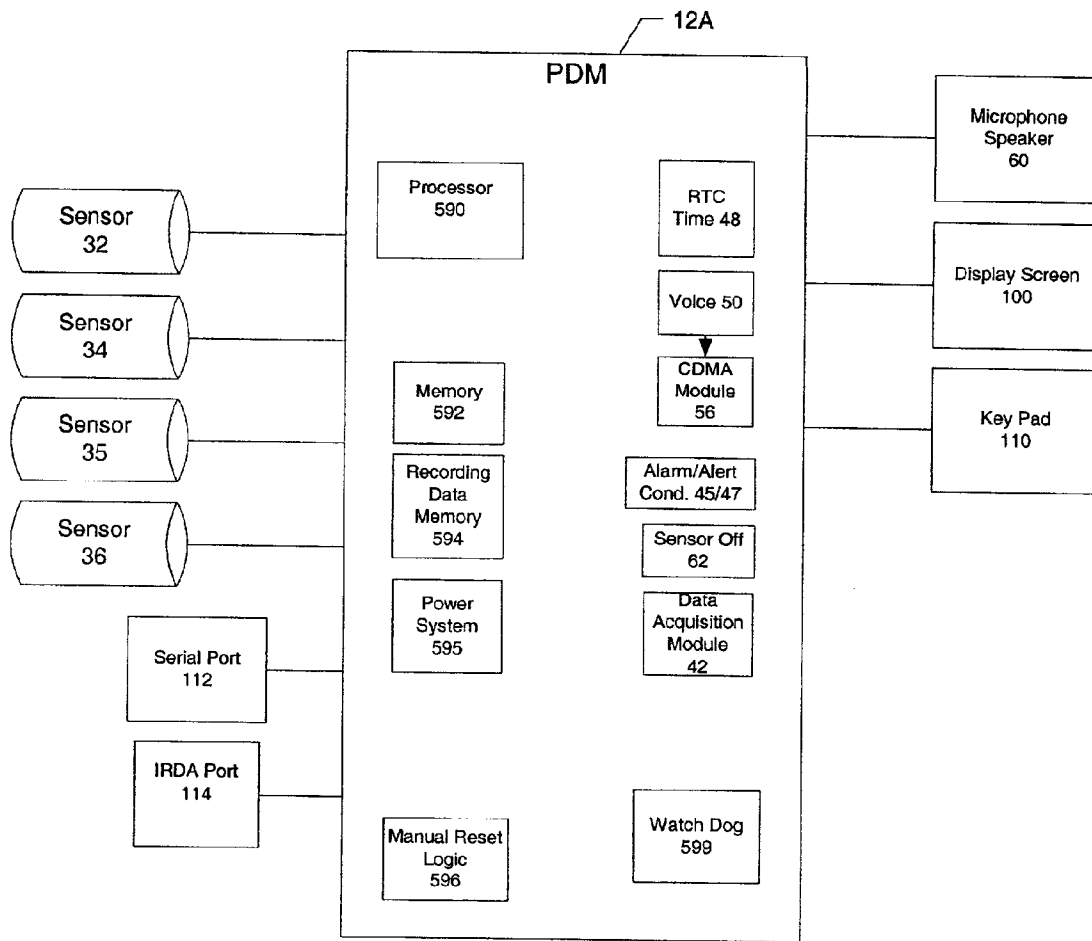 12A
PDM
Sensor
32
Sensor
34
Sensor
35
Sensor
36
Serial Port
112
IRDA Port
114
Processor
590
Memory
592
Recording
Data
Memory
594
Power
System
595
Manual Reset
Logic
596
RTC
Time 48
Voice 50
CDMA
Module
56
Alarm/Alert
Cond. 45/47
Sensor Off
62
Data
Acquisition
Module
42
Watch Dog
599
Microphone
Speaker
60
Display Screen
100
Key Pad
110